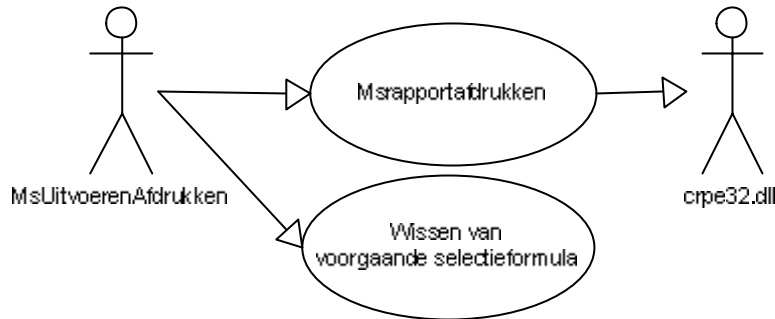 Msrapportafdrukken
MsUitvoerenAfdrukken
crpe32.dll
Wissen van
voorgaande selectieformula